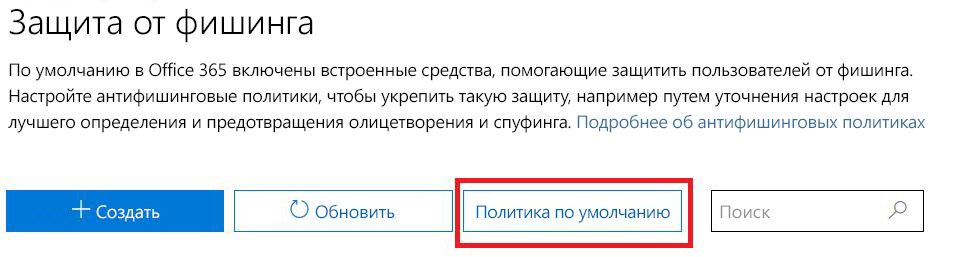 Защита от фишинга
По умолчанию в Office 365 включены встроенные средства, помогающие защитить пользователей от фишинга.
Настройте антифишинговые политики, чтобы укрепить такую защиту, например путем уточнения настроек для
лучшего определения и предотвращения олицетворения и спуфинга. Подробнее об антифишинговых политиках
+ Создать Обновить Политика по умолчанию Поиск